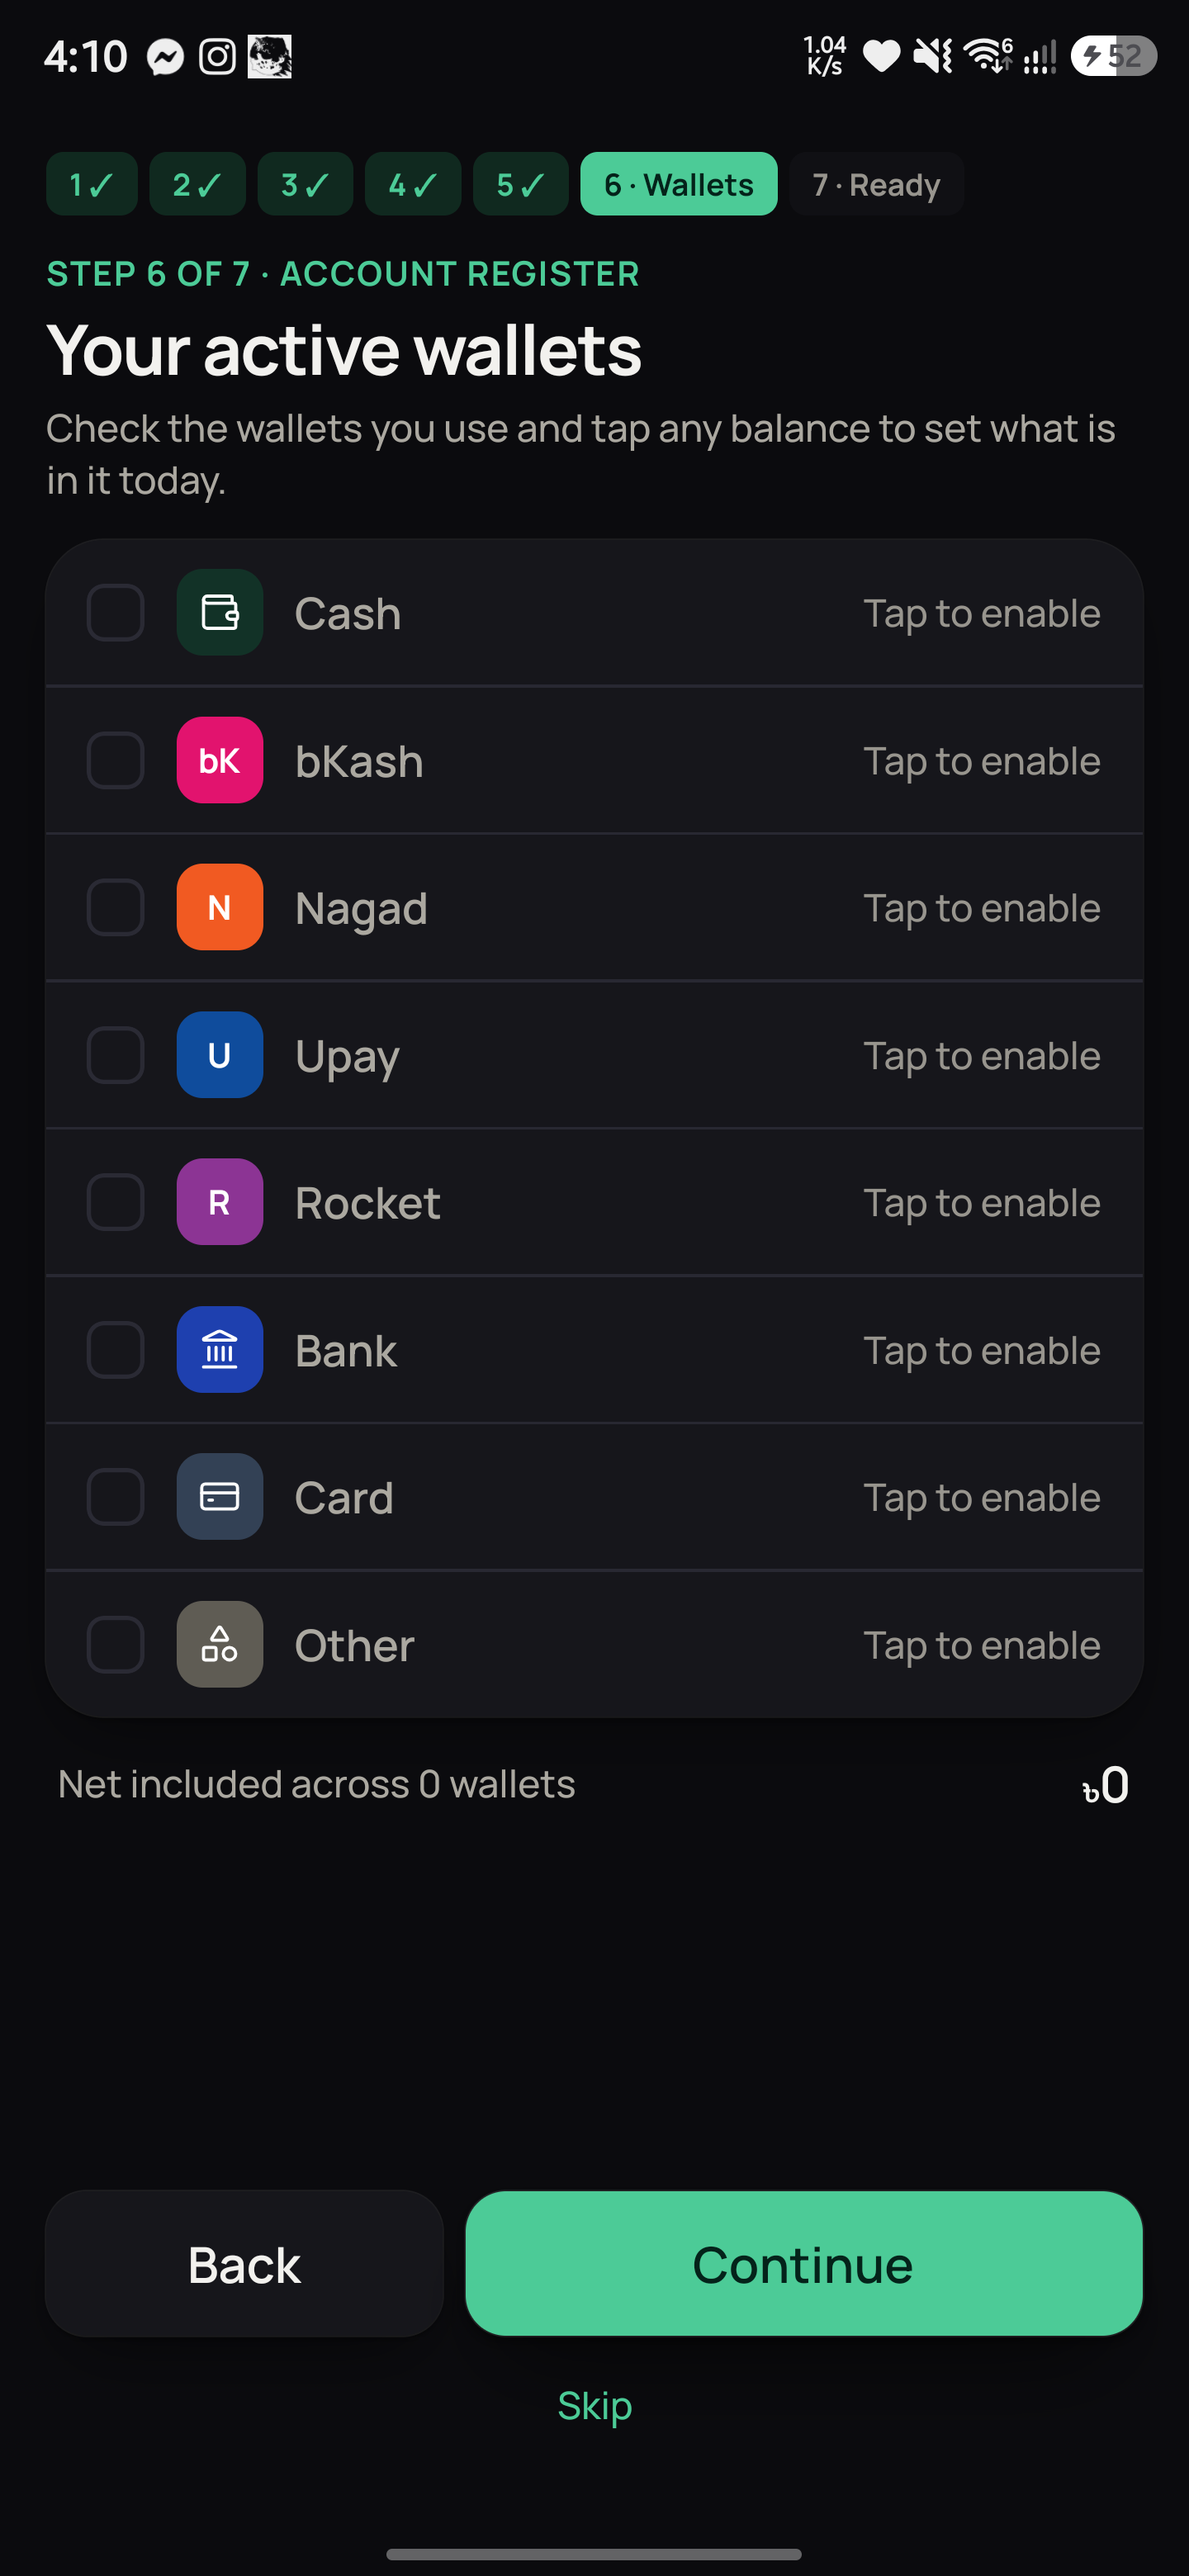 4:10
1.04 K/s
6
52
1 ✓ 2 ✓ 3 ✓ 4 ✓ 5 ✓ 6 · Wallets 7 · Ready
STEP 6 OF 7 · ACCOUNT REGISTER
Your active wallets
Check the wallets you use and tap any balance to set what is
in it today.
Cash Tap to enable
bK bKash Tap to enable
N Nagad Tap to enable
U Upay Tap to enable
R Rocket Tap to enable
Bank Tap to enable
Card Tap to enable
Other Tap to enable
Net included across 0 wallets ৳0
Back Continue
Skip